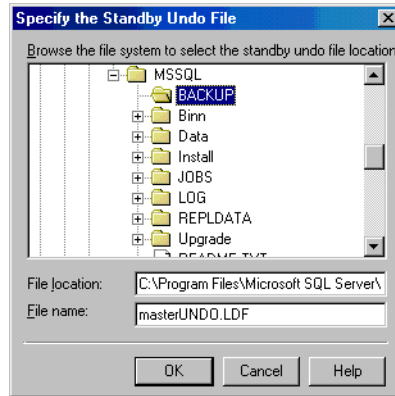 Specify the Standby Undo File
Browse the file system to select the standby undo file location
MSSQL
BACKUP
Binn
Data
Install
JOBS
LOG
REPLDATA
Upgrade
README.TXT
File location: C:\Program Files\Microsoft SQL Server\
File name: masterUNDO.LDF
OK Cancel Help